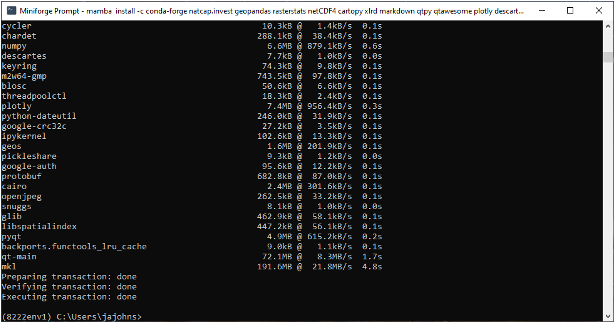 Miniforge Prompt - mamba install -c conda-forge natcap.invest geopandas rasterstats netCDF4 cartopy xlrd markdown qtpy qtawesome plotly descart...
cycler 10.3kB @ 1.4kB/s 0.1s
chardet 288.1kB @ 38.4kB/s 0.1s
numpy 6.6MB @ 879.1kB/s 0.6s
descartes 7.7kB @ 1.0kB/s 0.0s
keyring 74.3kB @ 9.8kB/s 0.1s
m2w64-gmp 743.5kB @ 97.8kB/s 0.1s
blosc 50.6kB @ 6.6kB/s 0.1s
threadpoolctl 18.3kB @ 2.4kB/s 0.1s
plotly 7.4MB @ 956.4kB/s 0.3s
python-dateutil 246.0kB @ 31.9kB/s 0.1s
google-crc32c 27.2kB @ 3.5kB/s 0.1s
ipykernel 102.6kB @ 13.3kB/s 0.1s
geos 1.6MB @ 201.9kB/s 0.1s
pickleshare 9.3kB @ 1.2kB/s 0.0s
google-auth 95.6kB @ 12.2kB/s 0.1s
protobuf 682.8kB @ 87.0kB/s 0.1s
cairo 2.4MB @ 301.6kB/s 0.1s
openjpeg 262.5kB @ 33.2kB/s 0.1s
snuggs 8.1kB @ 1.0kB/s 0.0s
glib 462.9kB @ 58.1kB/s 0.1s
libspatialindex 447.2kB @ 56.1kB/s 0.1s
pyqt 4.9MB @ 615.2kB/s 0.2s
backports.functools_lru_cache 9.0kB @ 1.1kB/s 0.1s
qt-main 72.1MB @ 8.3MB/s 1.7s
mkl 191.6MB @ 21.8MB/s 4.8s
Preparing transaction: done
Verifying transaction: done
Executing transaction: done
(8222env1) C:\Users\jajohns>